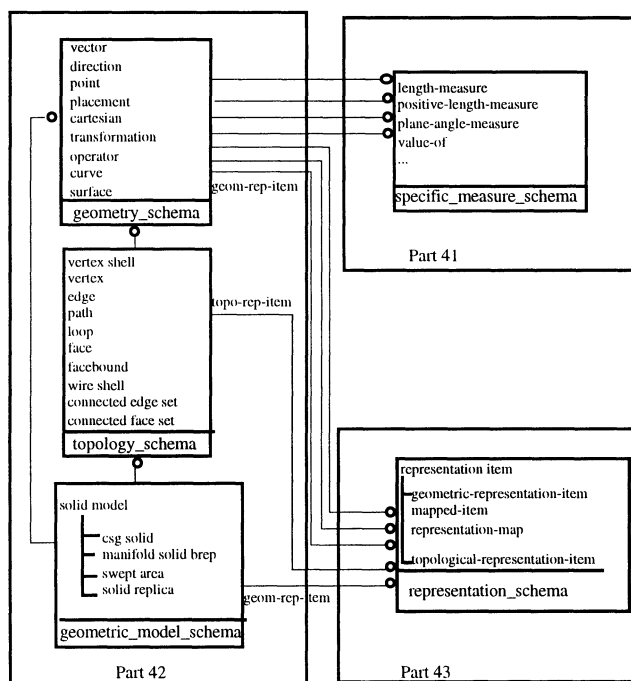 vector
direction
point
placement
cartesian
transformation
operator
curve
surface
geometry_schema
geom-rep-item
vertex shell
vertex
edge
path
loop
face
facebound
wire shell
connected edge set
connected face set
topology_schema
topo-rep-item
solid model
csg solid
manifold solid brep
swept area
solid replica
geometric_model_schema
geom-rep-item
Part 42
length-measure
positive-length-measure
plane-angle-measure
value-of
...
specific_measure_schema
Part 41
representation item
geometric-representation-item
mapped-item
representation-map
topological-representation-item
representation_schema
Part 43